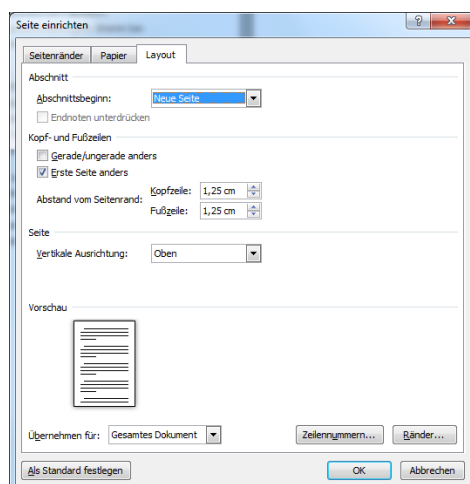 Seite einrichten
Seitenränder Papier Layout
Abschnitt
Abschnittsbeginn: Neue Seite
Endnoten unterdrücken
Kopf- und Fußzeilen
Gerade/ungerade anders
Erste Seite anders
Abstand vom Seitenrand: Kopfzeile: 1,25 cm
Fußzeile: 1,25 cm
Seite
Vertikale Ausrichtung: Oben
Vorschau
Übernehmen für: Gesamtes Dokument Zeilennummern... Ränder...
Als Standard festlegen OK Abbrechen